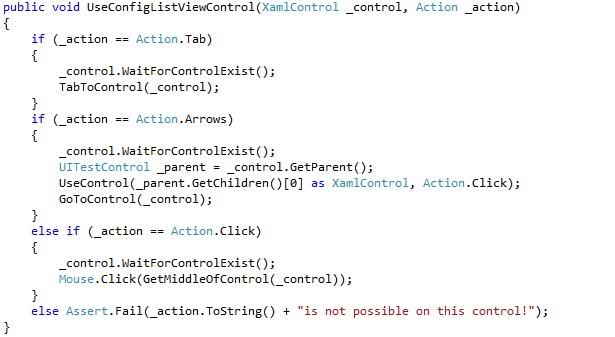 public void UseConfigListViewControl(XamlControl _control, Action _action)
{
    if (_action == Action.Tab)
    {
        _control.WaitForControlExist();
        TabToControl(_control);
    }
    if (_action == Action.Arrows)
    {
        _control.WaitForControlExist();
        UITestControl _parent = _control.GetParent();
        UseControl(_parent.GetChildren()[0] as XamlControl, Action.Click);
        GoToControl(_control);
    }
    else if (_action == Action.Click)
    {
        _control.WaitForControlExist();
        Mouse.Click(GetMiddleOfControl(_control));
    }
    else Assert.Fail(_action.ToString() + "is not possible on this control!");
}